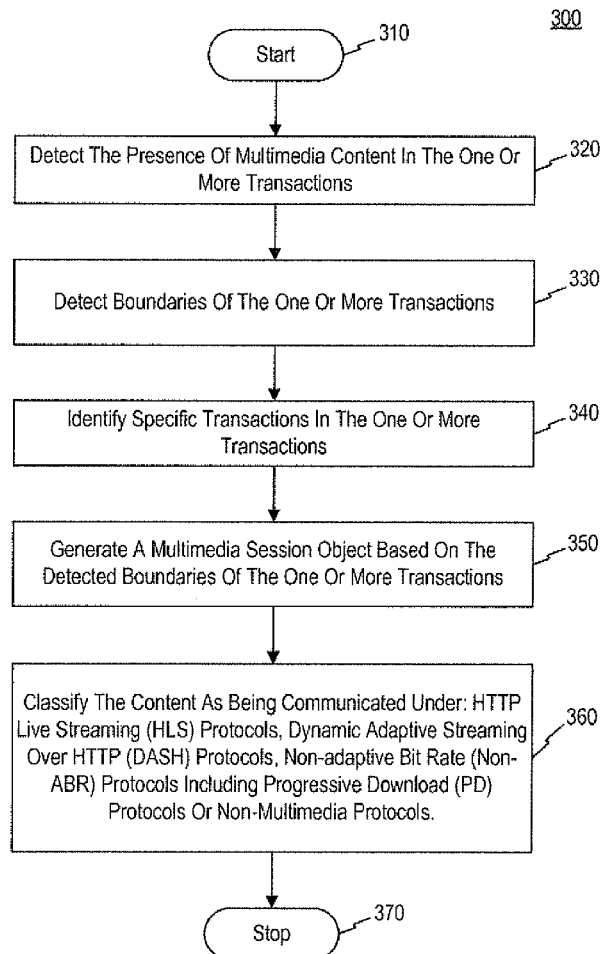 300
Start
310
Detect The Presence Of Multimedia Content In The One Or
More Transactions
320
Detect Boundaries Of The One Or More Transactions
330
Identify Specific Transactions In The One Or More
Transactions
340
Generate A Multimedia Session Object Based On The
Detected Boundaries Of The One Or More Transactions
350
Classify The Content As Being Communicated Under: HTTP
Live Streaming (HLS) Protocols, Dynamic Adaptive Streaming
Over HTTP (DASH) Protocols, Non-adaptive Bit Rate (Non-
ABR) Protocols Including Progressive Download (PD)
Protocols Or Non-Multimedia Protocols.
360
Stop
370